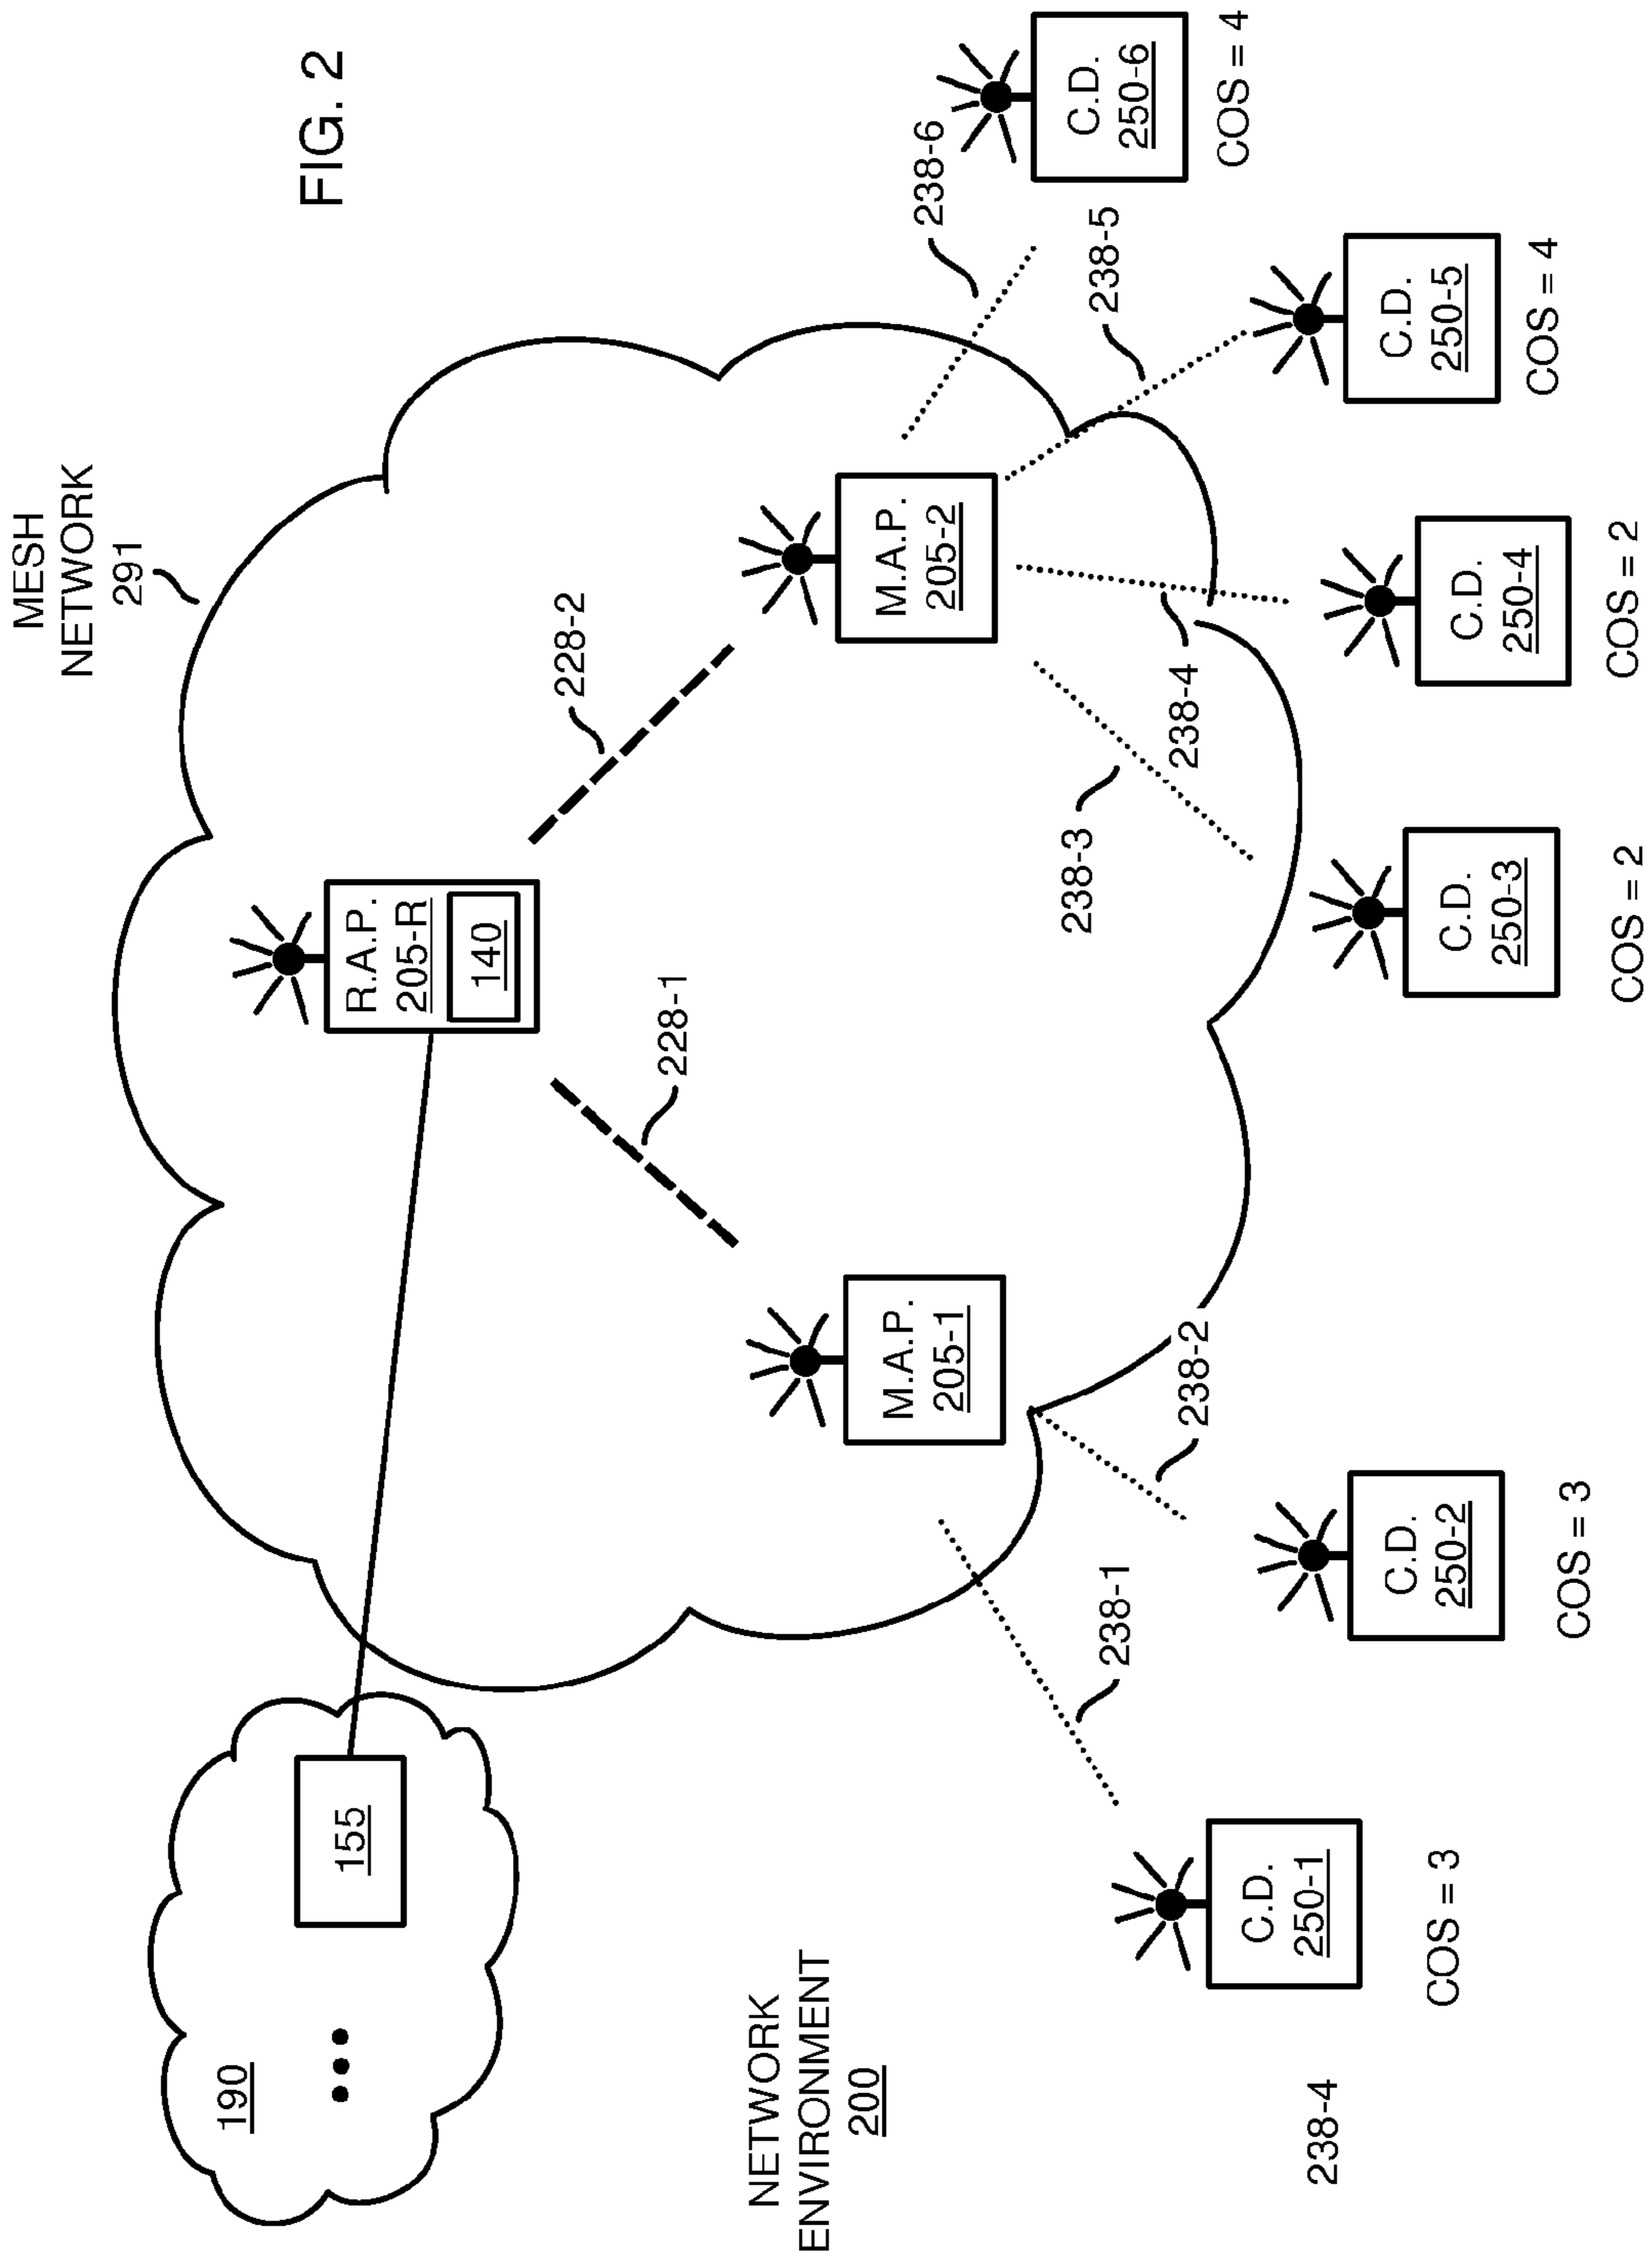 FIG. 2
MESH
NETWORK
291
190
155
R.A.P.
205-R
140
228-1
228-2
M.A.P.
205-1
M.A.P.
205-2
NETWORK
ENVIRONMENT
200
238-1
238-2
238-3
238-4
238-5
238-6
C.D.
250-1
COS = 3
C.D.
250-2
COS = 3
C.D.
250-3
COS = 2
C.D.
250-4
COS = 2
C.D.
250-5
COS = 4
C.D.
250-6
COS = 4
238-4